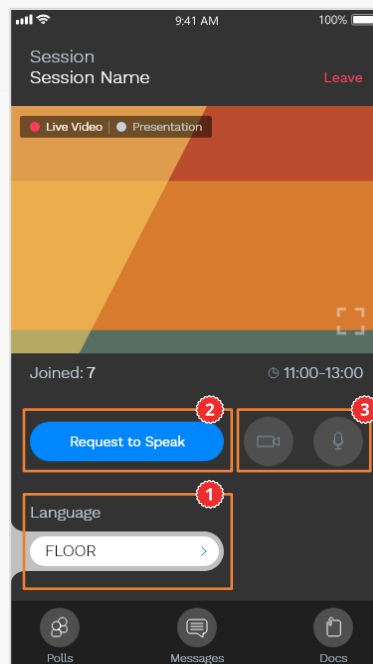 9:41 AM 100%
Session
Session Name Leave
Live Video | Presentation
Joined: 7 11:00-13:00
2 3
Request to Speak
1
Language
FLOOR
Polls Messages Docs